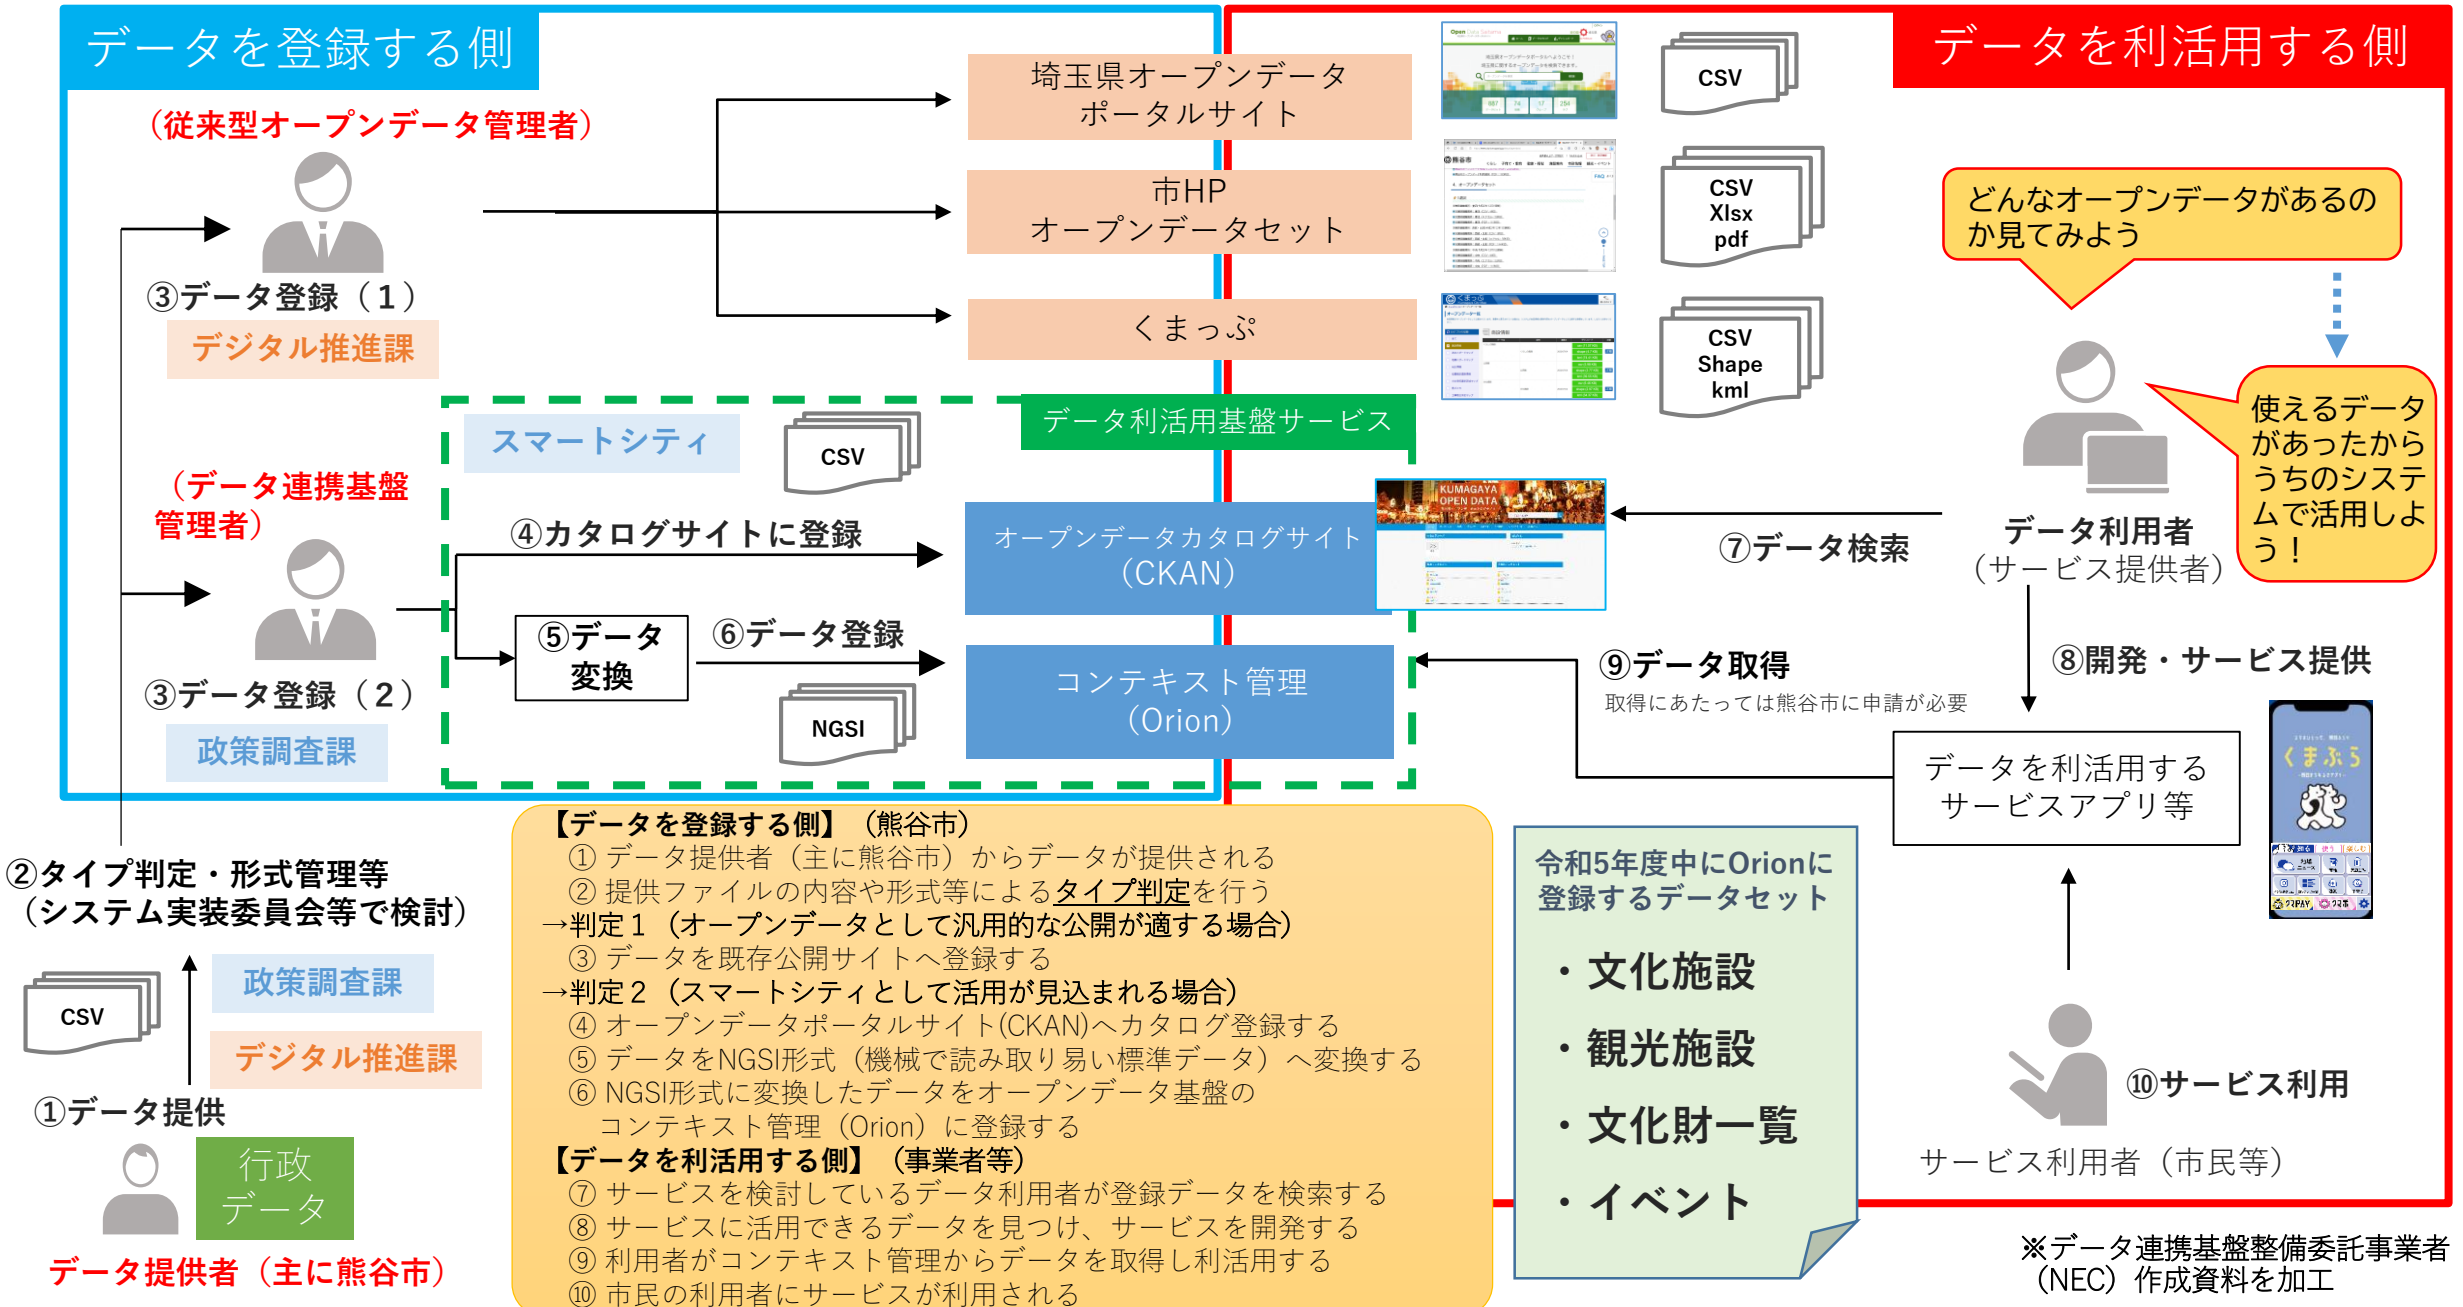 データを登録する側
データを利活用する側
（従来型オープンデータ管理者）
③データ登録（１）
デジタル推進課
埼玉県オープンデータ
ポータルサイト
市HP
オープンデータセット
くまっぷ
CSV
CSV
Xlsx
pdf
CSV
Shape
kml
どんなオープンデータがあるの
か見てみよう
使えるデータ
があったから
うちのシステ
ムで活用しよ
う！
データ利用者
（サービス提供者）
スマートシティ
CSV
データ利活用基盤サービス
（データ連携基盤
管理者）
③データ登録（２）
政策調査課
④カタログサイトに登録
⑤データ
変換
⑥データ登録
NGSI
オープンデータカタログサイト
（CKAN）
コンテキスト管理
（Orion）
KUMAGAYA
OPEN DATA
⑦データ検索
⑧開発・サービス提供
⑨データ取得
取得にあたっては熊谷市に申請が必要
データを利活用する
サービスアプリ等
くまぶら
⑩サービス利用
サービス利用者（市民等）
②タイプ判定・形式管理等
（システム実装委員会等で検討）
CSV
政策調査課
デジタル推進課
①データ提供
行政
データ
データ提供者（主に熊谷市）
【データを登録する側】（熊谷市）
① データ提供者（主に熊谷市）からデータが提供される
② 提供ファイルの内容や形式等によるタイプ判定を行う
→判定１（オープンデータとして汎用的な公開が適する場合）
③ データを既存公開サイトへ登録する
→判定２（スマートシティとして活用が見込まれる場合）
④ オープンデータポータルサイト(CKAN)へカタログ登録する
⑤ データをNGSI形式（機械で読み取り易い標準データ）へ変換する
⑥ NGSI形式に変換したデータをオープンデータ基盤の
コンテキスト管理（Orion）に登録する
【データを利活用する側】（事業者等）
⑦ サービスを検討しているデータ利用者が登録データを検索する
⑧ サービスに活用できるデータを見つけ、サービスを開発する
⑨ 利用者がコンテキスト管理からデータを取得し利活用する
⑩ 市民の利用者にサービスが利用される
令和5年度中にOrionに
登録するデータセット
・文化施設
・観光施設
・文化財一覧
・イベント
※データ連携基盤整備委託事業者
（NEC）作成資料を加工